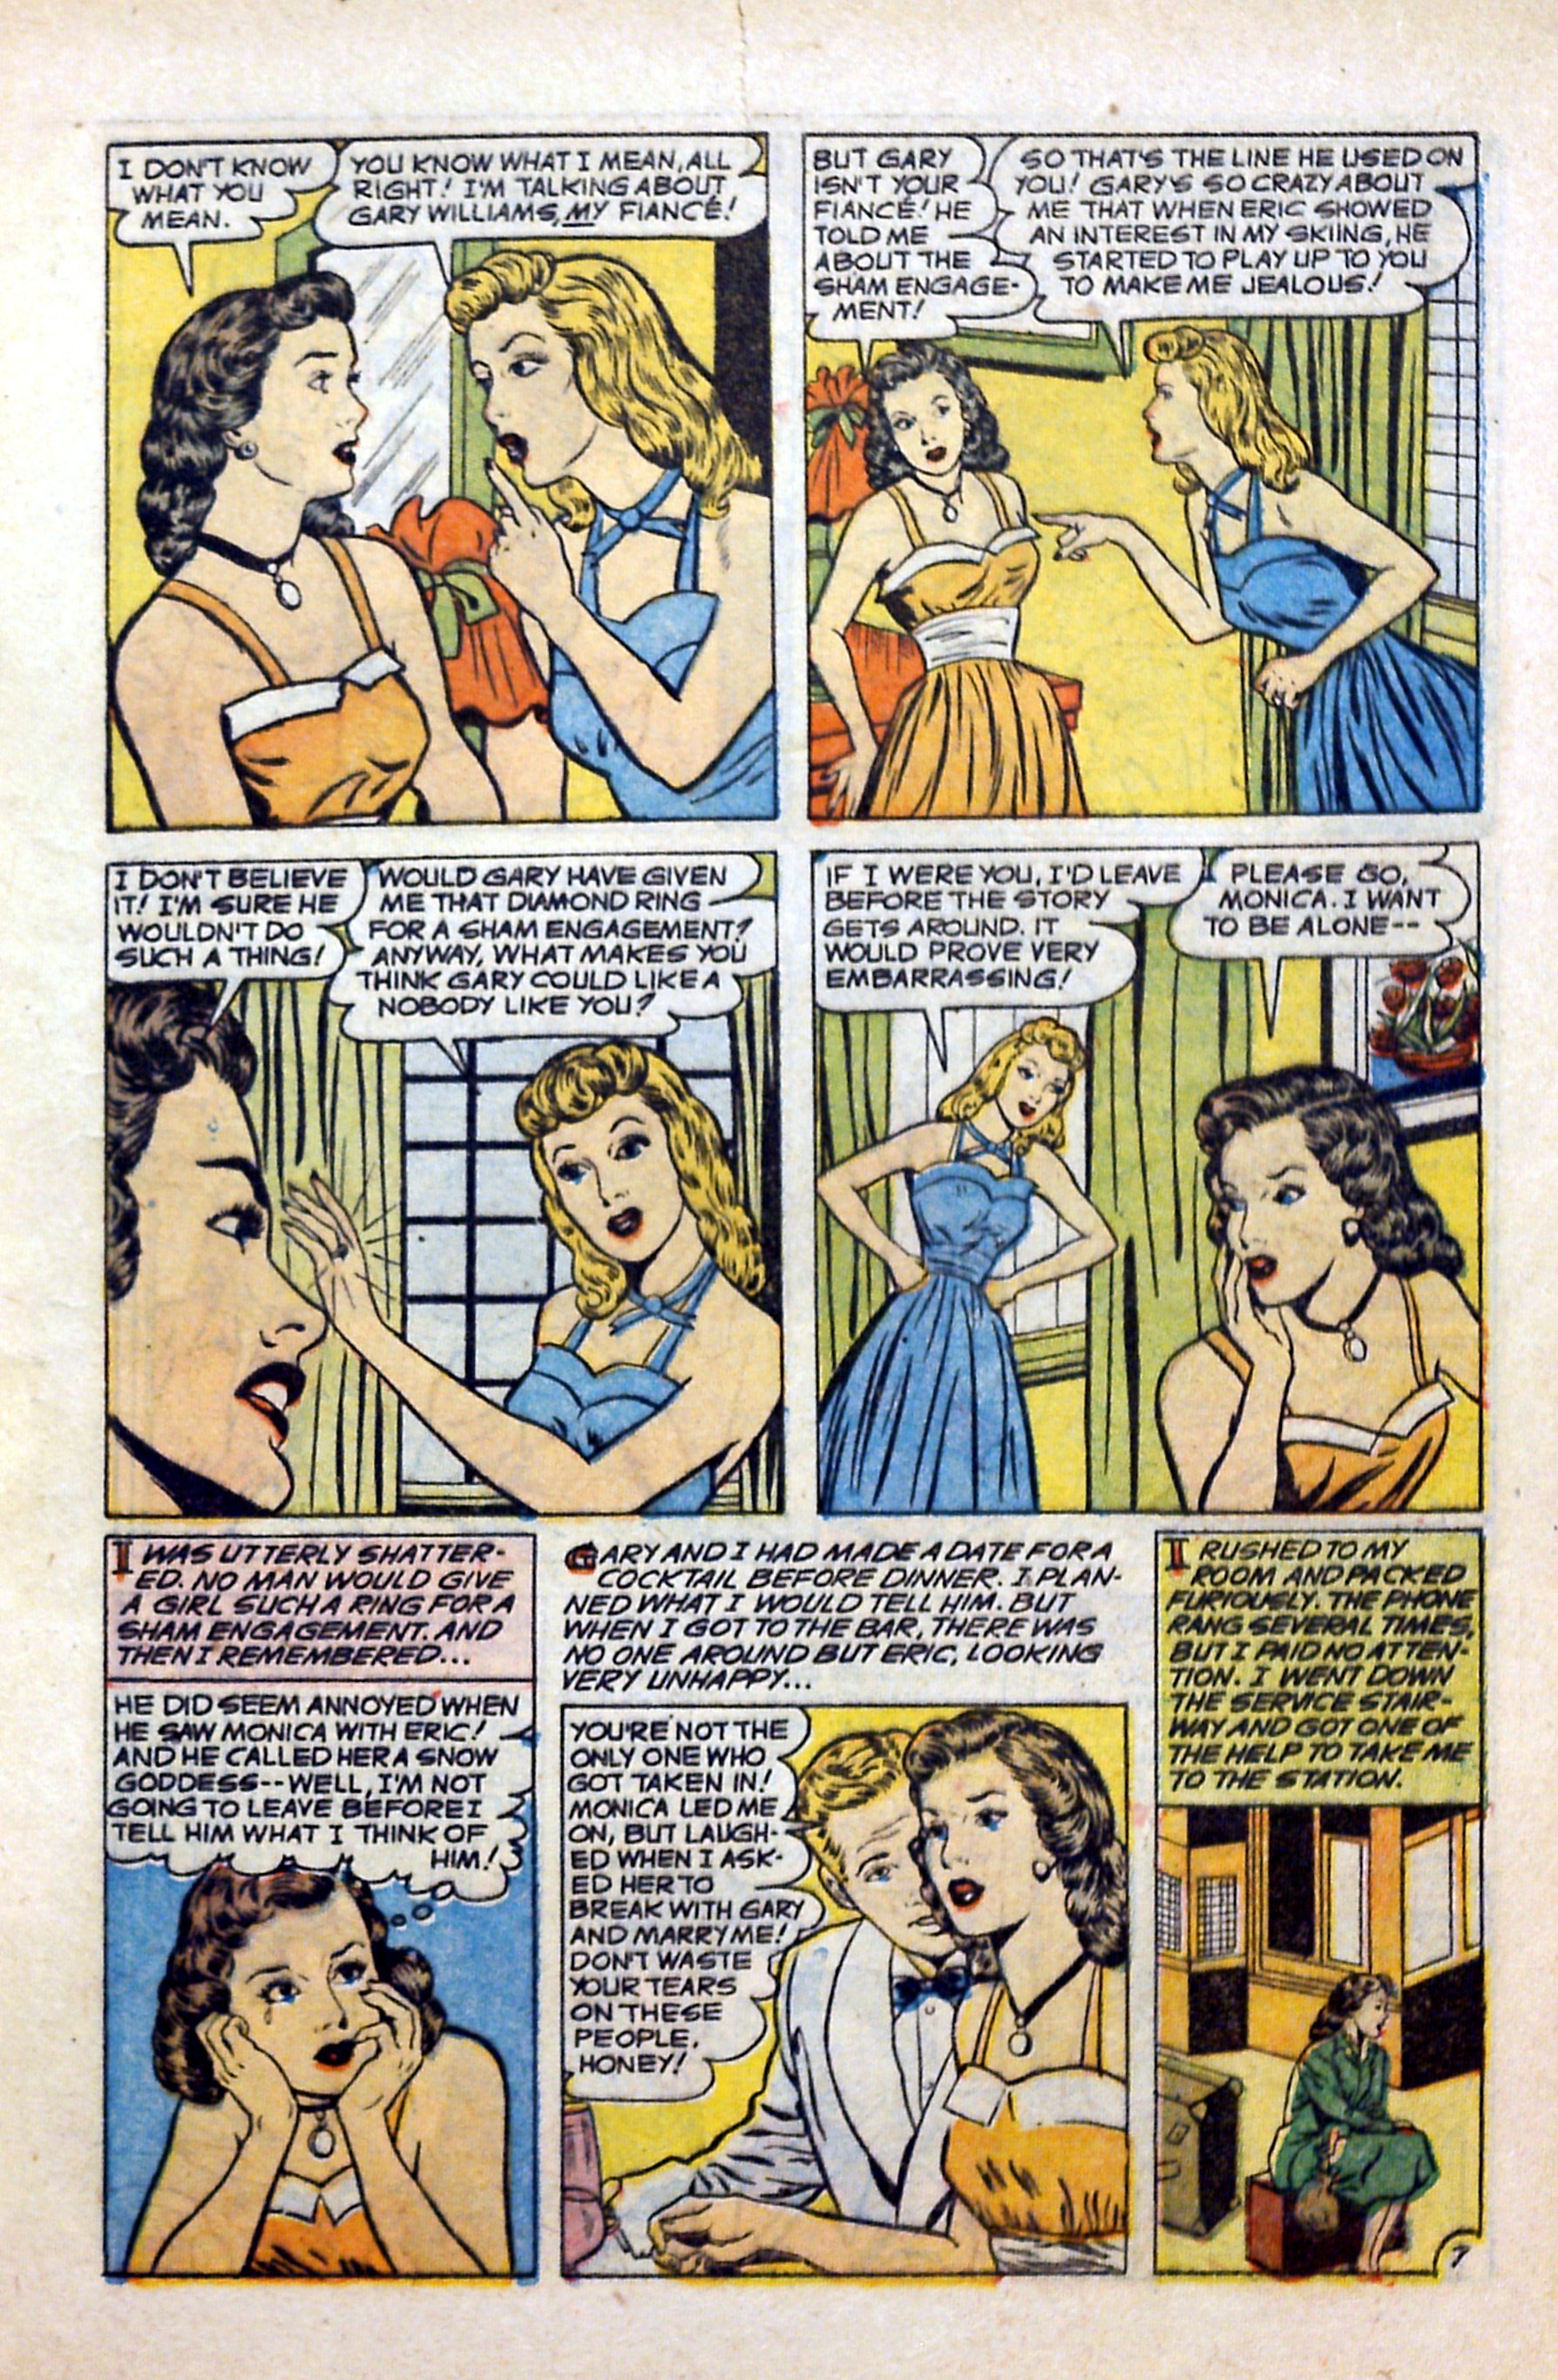 I DON'T KNOW
WHAT YOU
MEAN.
YOU KNOW WHAT I MEAN, ALL
RIGHT! I'M TALKING ABOUT
GARY WILLIAMS, MY FIANCÉ!
BUT GARY
ISN'T YOUR
FIANCÉ! HE
TOLD ME
ABOUT THE
SHAM ENGAGE-
MENT!
SO THAT'S THE LINE HE USED ON
YOU! GARY'S SO CRAZY ABOUT
ME THAT WHEN ERIC SHOWED
AN INTEREST IN MY SKIING, HE
STARTED TO PLAY UP TO YOU
TO MAKE ME JEALOUS!
I DON'T BELIEVE
IT! I'M SURE HE
WOULDN'T DO
SUCH A THING!
WOULD GARY HAVE GIVEN
ME THAT DIAMOND RING
FOR A SHAM ENGAGEMENT?
ANYWAY, WHAT MAKES YOU
THINK GARY COULD LIKE A
NOBODY LIKE YOU?
IF I WERE YOU, I'D LEAVE
BEFORE THE STORY
GETS AROUND. IT
WOULD PROVE VERY
EMBARRASSING!
PLEASE GO,
MONICA. I WANT
TO BE ALONE--
I WAS UTTERLY SHATTER-
ED. NO MAN WOULD GIVE
A GIRL SUCH A RING FOR A
SHAM ENGAGEMENT. AND
THEN I REMEMBERED...
HE DID SEEM ANNOYED WHEN
HE SAW MONICA WITH ERIC!
AND HE CALLED HER A SNOW
GODDESS--WELL, I'M NOT
GOING TO LEAVE BEFORE I
TELL HIM WHAT I THINK OF
HIM!
GARY AND I HAD MADE A DATE FOR A
COCKTAIL BEFORE DINNER. I PLAN-
NED WHAT I WOULD TELL HIM. BUT
WHEN I GOT TO THE BAR, THERE WAS
NO ONE AROUND BUT ERIC, LOOKING
VERY UNHAPPY...
YOU'RE NOT THE
ONLY ONE WHO
GOT TAKEN IN!
MONICA LED ME
ON, BUT LAUGH-
ED WHEN I ASK-
ED HER TO
BREAK WITH GARY
AND MARRY ME!
DON'T WASTE
YOUR TEARS
ON THESE
PEOPLE,
HONEY!
I RUSHED TO MY
ROOM AND PACKED
FURIOUSLY. THE PHONE
RANG SEVERAL TIMES,
BUT I PAID NO ATTEN-
TION. I WENT DOWN
THE SERVICE STAIR-
WAY AND GOT ONE OF
THE HELP TO TAKE ME
TO THE STATION.
7